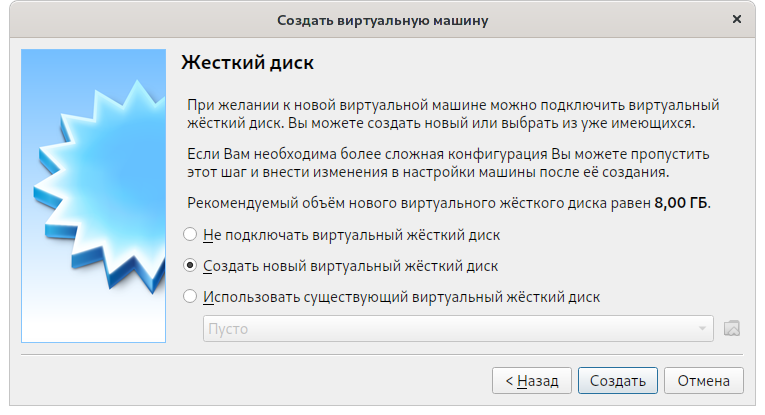 Создать виртуальную машину
Жесткий диск
При желании к новой виртуальной машине можно подключить виртуальный
жёсткий диск. Вы можете создать новый или выбрать из уже имеющихся.
Если Вам необходима более сложная конфигурация Вы можете пропустить
этот шаг и внести изменения в настройки машины после её создания.
Рекомендуемый объём нового виртуального жёсткого диска равен 8,00 ГБ.
Не подключать виртуальный жёсткий диск
Создать новый виртуальный жёсткий диск
Использовать существующий виртуальный жёсткий диск
Пусто
< Назад Создать Отмена